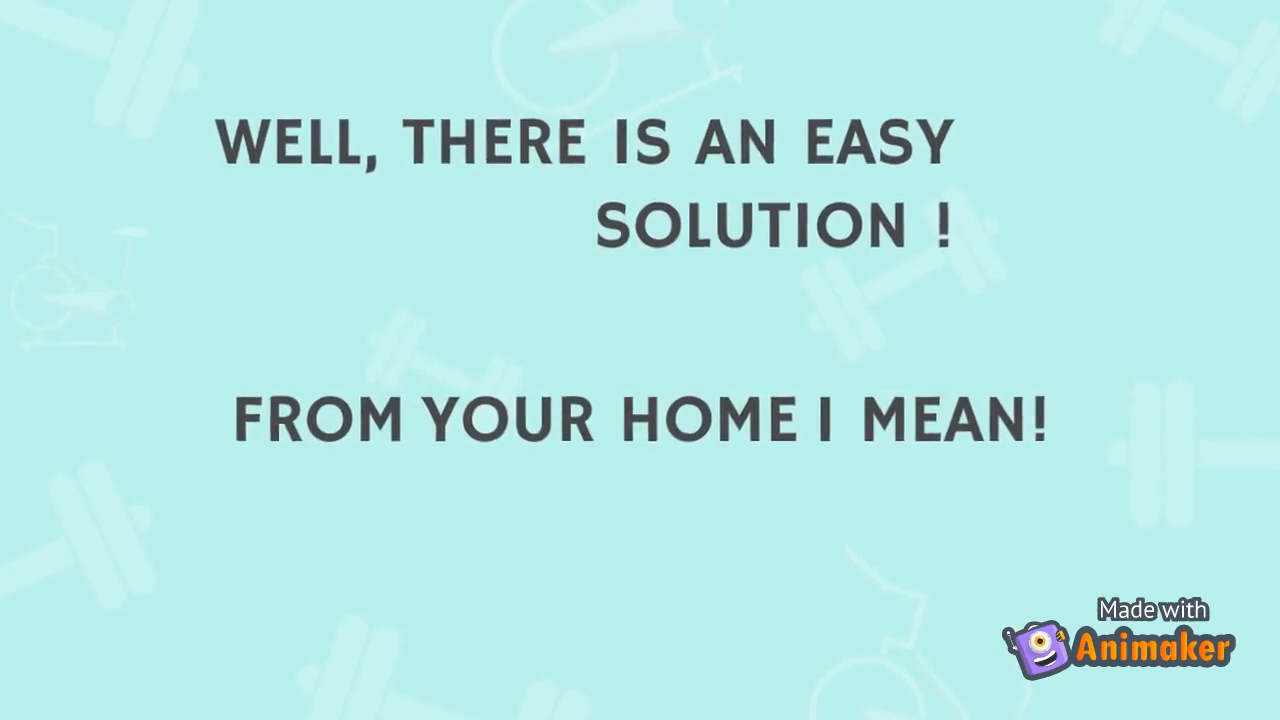 WELL, THERE IS AN EASY
SOLUTION !
FROM YOUR HOME I MEAN!
Made with
Animaker